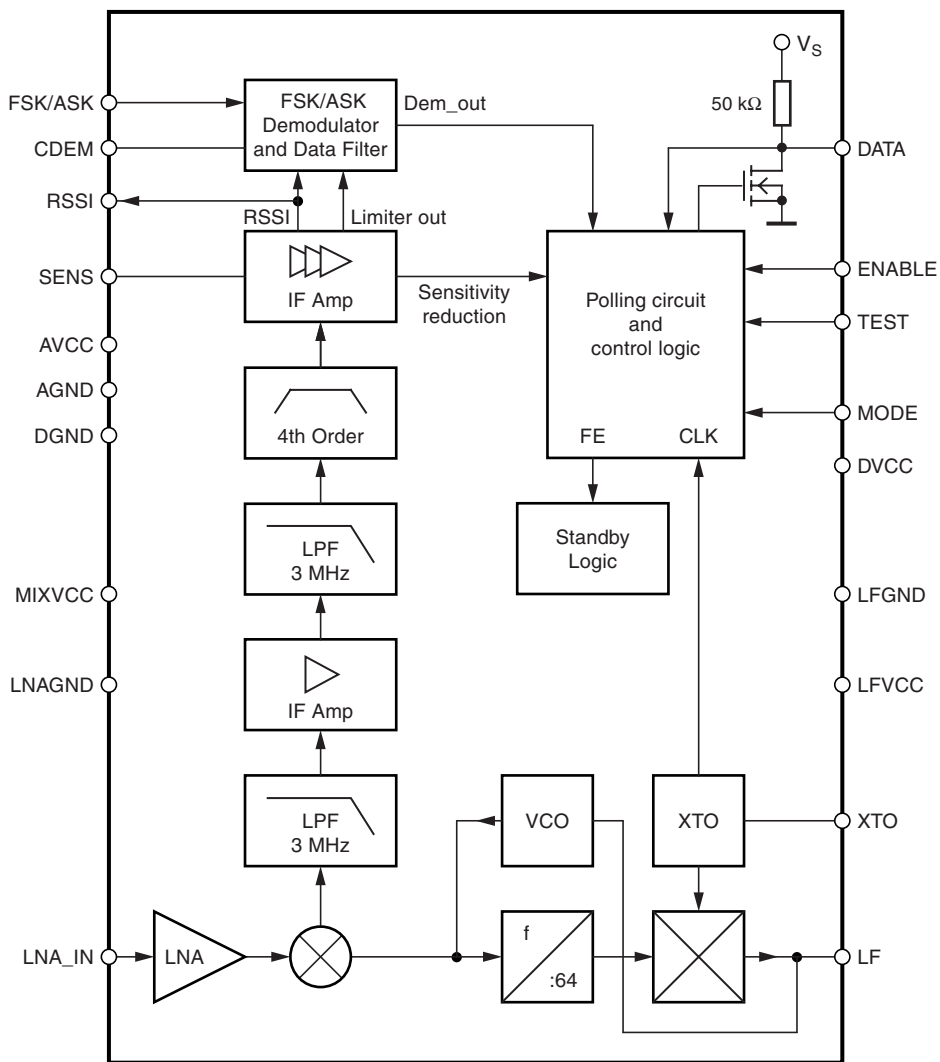 V_S
50 kΩ
FSK/ASK
FSK/ASK
Demodulator
and Data Filter
Dem_out
CDEM
DATA
RSSI
RSSI
Limiter out
SENS
IF Amp
Sensitivity
reduction
Polling circuit
and
control logic
FE
CLK
ENABLE
TEST
AVCC
AGND
DGND
4th Order
MODE
DVCC
Standby
Logic
LPF
3 MHz
MIXVCC
LFGND
LNAGND
IF Amp
LFVCC
LPF
3 MHz
VCO
XTO
XTO
LNA_IN
LNA
f
:64
LF